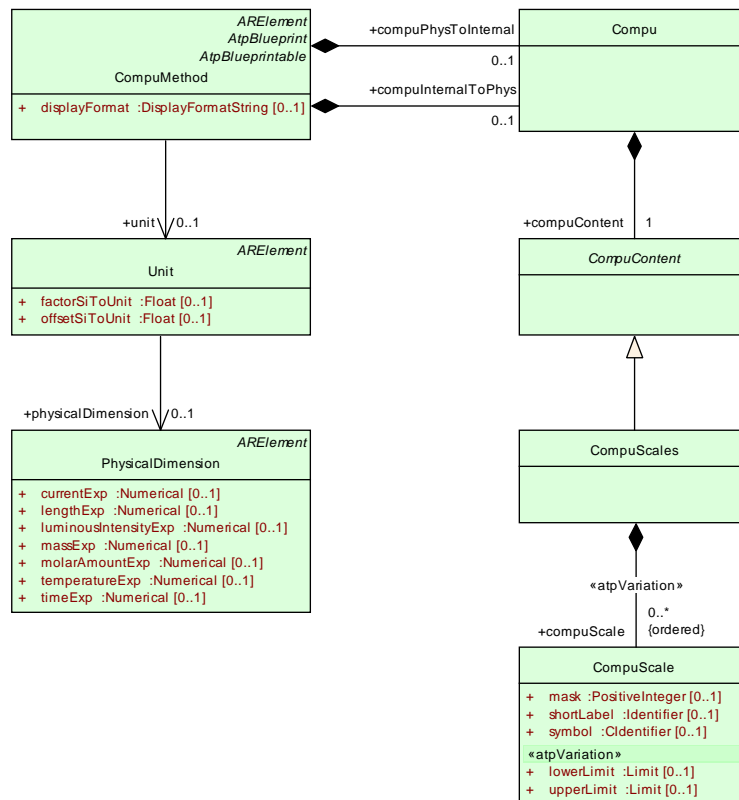 ARElement
AtpBlueprint
AtpBlueprintable
CompuMethod
+ displayFormat :DisplayFormatString [0..1]
+compuPhysToInternal
0..1
+compuInternalToPhys
0..1
Compu
+unit 0..1
+compuContent 1
ARElement
Unit
+ factorSiToUnit :Float [0..1]
+ offsetSiToUnit :Float [0..1]
CompuContent
+physicalDimension 0..1
ARElement
PhysicalDimension
+ currentExp :Numerical [0..1]
+ lengthExp :Numerical [0..1]
+ luminousIntensityExp :Numerical [0..1]
+ massExp :Numerical [0..1]
+ molarAmountExp :Numerical [0..1]
+ temperatureExp :Numerical [0..1]
+ timeExp :Numerical [0..1]
CompuScales
«atpVariation»
0..*
+compuScale {ordered}
CompuScale
+ mask :PositiveInteger [0..1]
+ shortLabel :Identifier [0..1]
+ symbol :CIdentifier [0..1]
«atpVariation»
+ lowerLimit :Limit [0..1]
+ upperLimit :Limit [0..1]